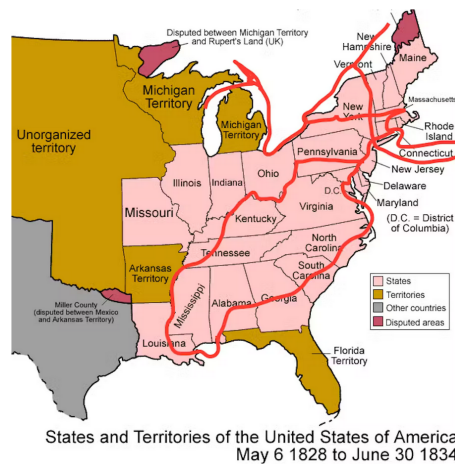 Disputed between Michigan Territory
and Rupert's Land (UK)
New
Hampshire
Vermont
Maine
Michigan
Territory
Massachusetts
New
York
Unorganized
territory
Michigan
Territory
Rhode
Island
Connecticut
Pennsylvania
New Jersey
Ohio
Illinois
Indiana
D.C.
Delaware
Maryland
Missouri
Virginia
(D.C. = District
of Columbia)
Kentucky
North
Carolina
Tennessee
Arkansas
Territory
South
Carolina
Mississippi
Alabama
Georgia
Miller County
(disputed between Mexico
and Arkansas Territory)
States
Territories
Other countries
Disputed areas
Louisiana
Florida
Territory
States and Territories of the United States of America
May 6 1828 to June 30 1834